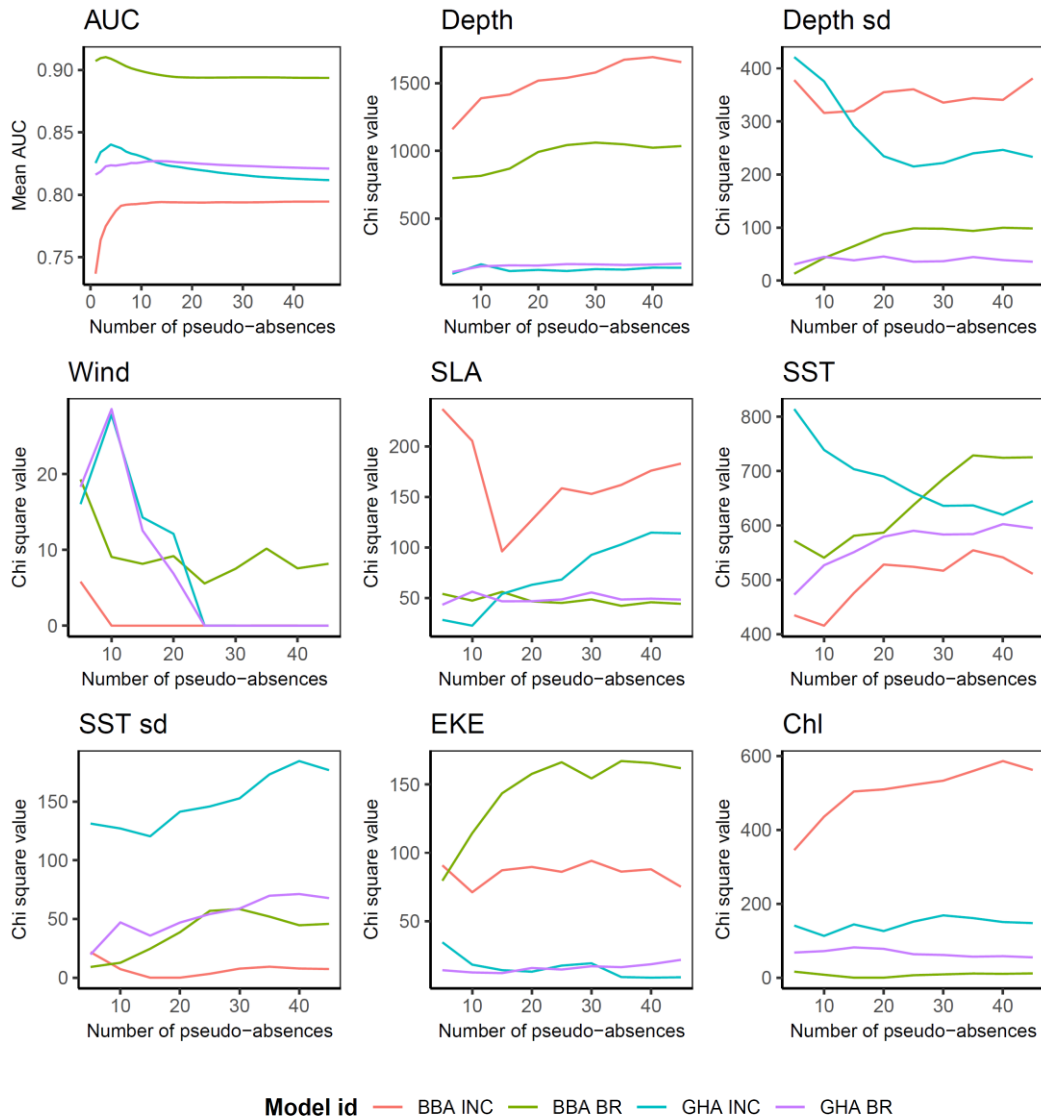 AUC
Mean AUC
0.90
0.85
0.80
0.75
0 10 20 30 40
Number of pseudo−absences
Depth
Chi square value
1500
1000
500
10 20 30 40
Number of pseudo−absences
Depth sd
Chi square value
400
300
200
100
0
10 20 30 40
Number of pseudo−absences
Wind
Chi square value
20
10
0
10 20 30 40
Number of pseudo−absences
SLA
Chi square value
200
150
100
50
10 20 30 40
Number of pseudo−absences
SST
Chi square value
800
700
600
500
400
10 20 30 40
Number of pseudo−absences
SST sd
Chi square value
150
100
50
0
10 20 30 40
Number of pseudo−absences
EKE
Chi square value
150
100
50
10 20 30 40
Number of pseudo−absences
Chl
Chi square value
600
400
200
0
10 20 30 40
Number of pseudo−absences
Model id BBA INC BBA BR GHA INC GHA BR